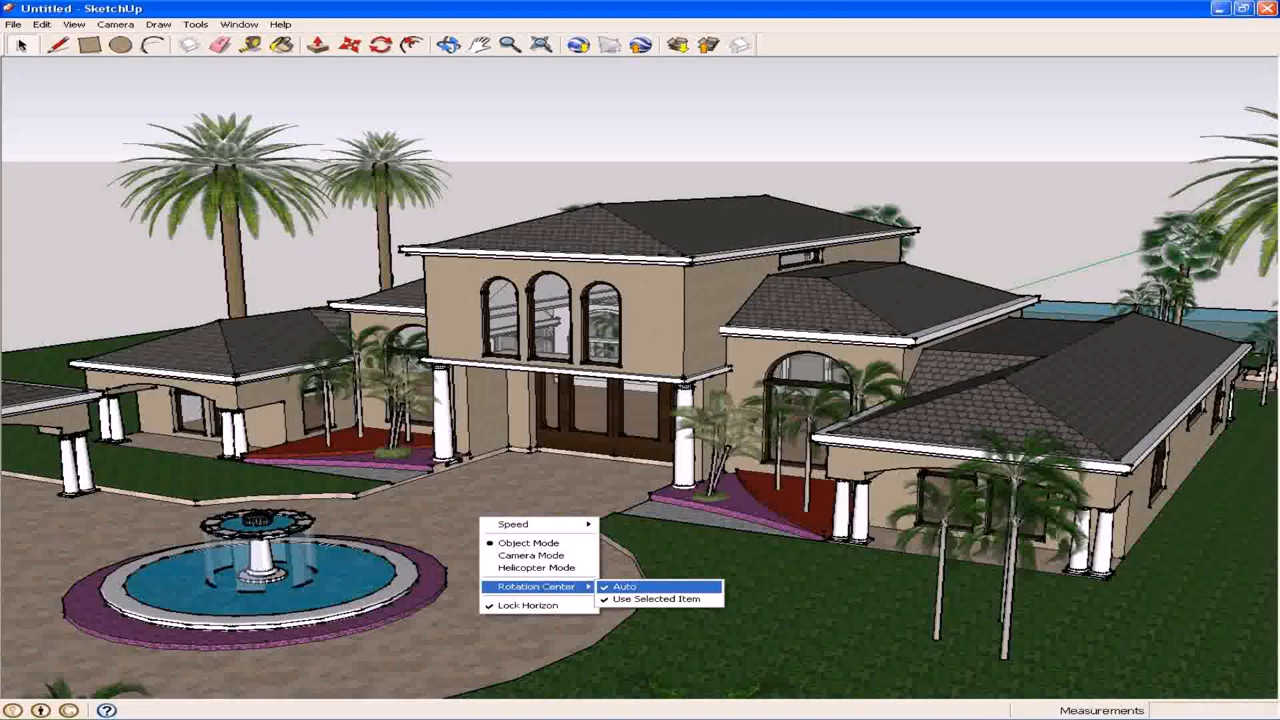 Untitled - SketchUp
File Edit View Camera Draw Tools Window Help
Speed
Object Mode
Camera Mode
Helicopter Mode
Rotation Center
Auto
Use Selected Item
Lock Horizon
Measurements